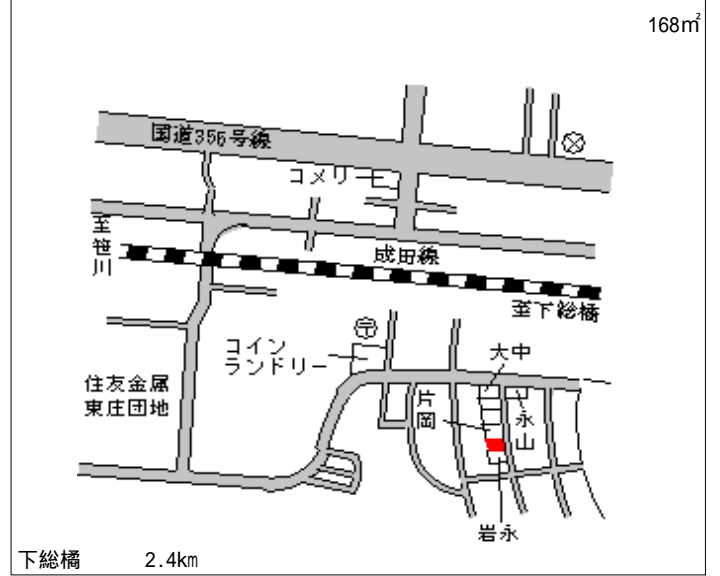 168㎡
国道356号線
コメリ
至笹川
成田線
至下総橘
コイン
ランドリー
大中
住友金属
東庄団地
片岡
永山
岩永
下総橘 2.4km